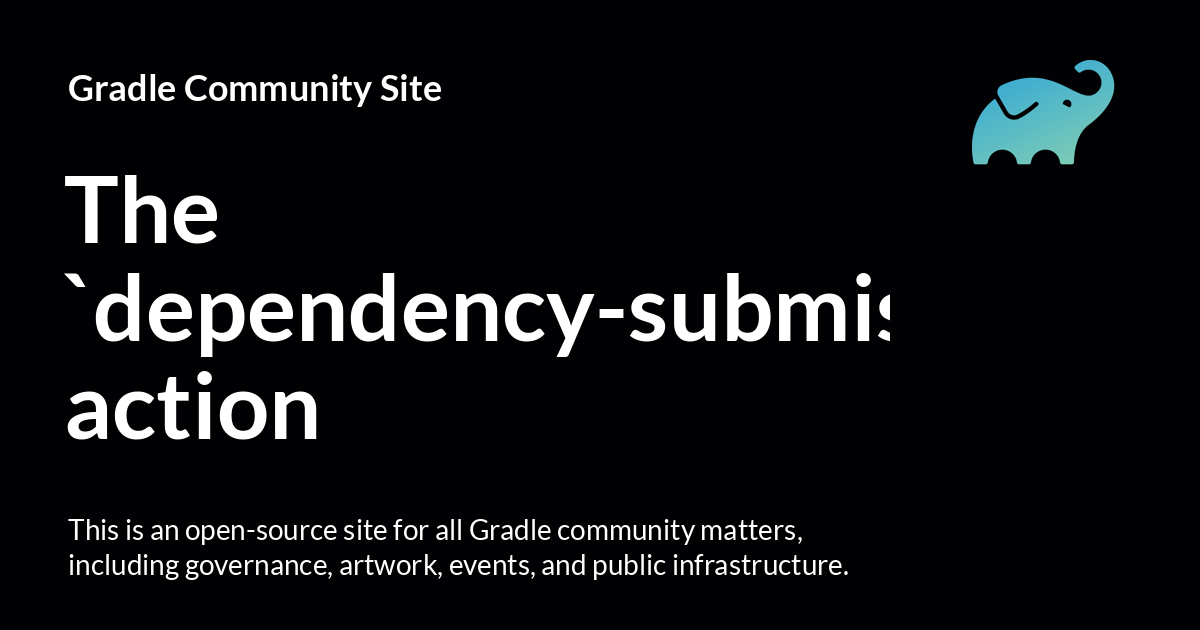 Gradle Community Site
The
`dependency-submis
action
This is an open-source site for all Gradle community matters,
including governance, artwork, events, and public infrastructure.